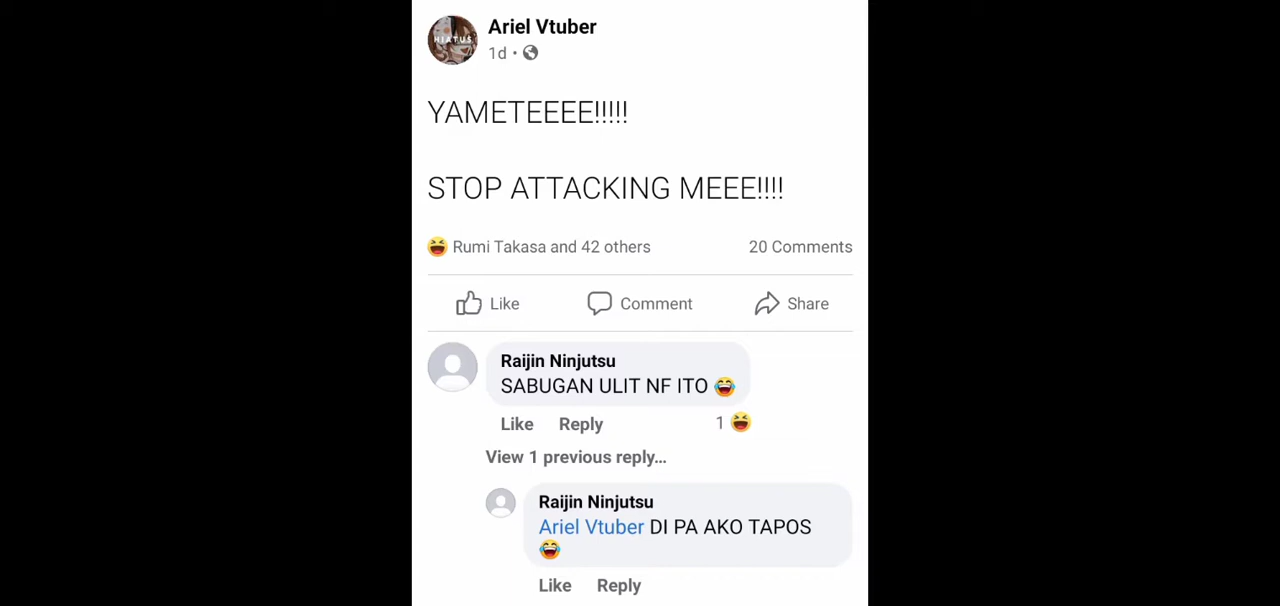 HIATUS
Ariel Vtuber
1d •
YAMETEEEE!!!!!
STOP ATTACKING MEEE!!!!
Rumi Takasa and 42 others 20 Comments
Like Comment Share
Raijin Ninjutsu
SABUGAN ULIT NF ITO 😂
Like Reply 1 😆
View 1 previous reply...
Raijin Ninjutsu
Ariel Vtuber DI PA AKO TAPOS
😂
Like Reply